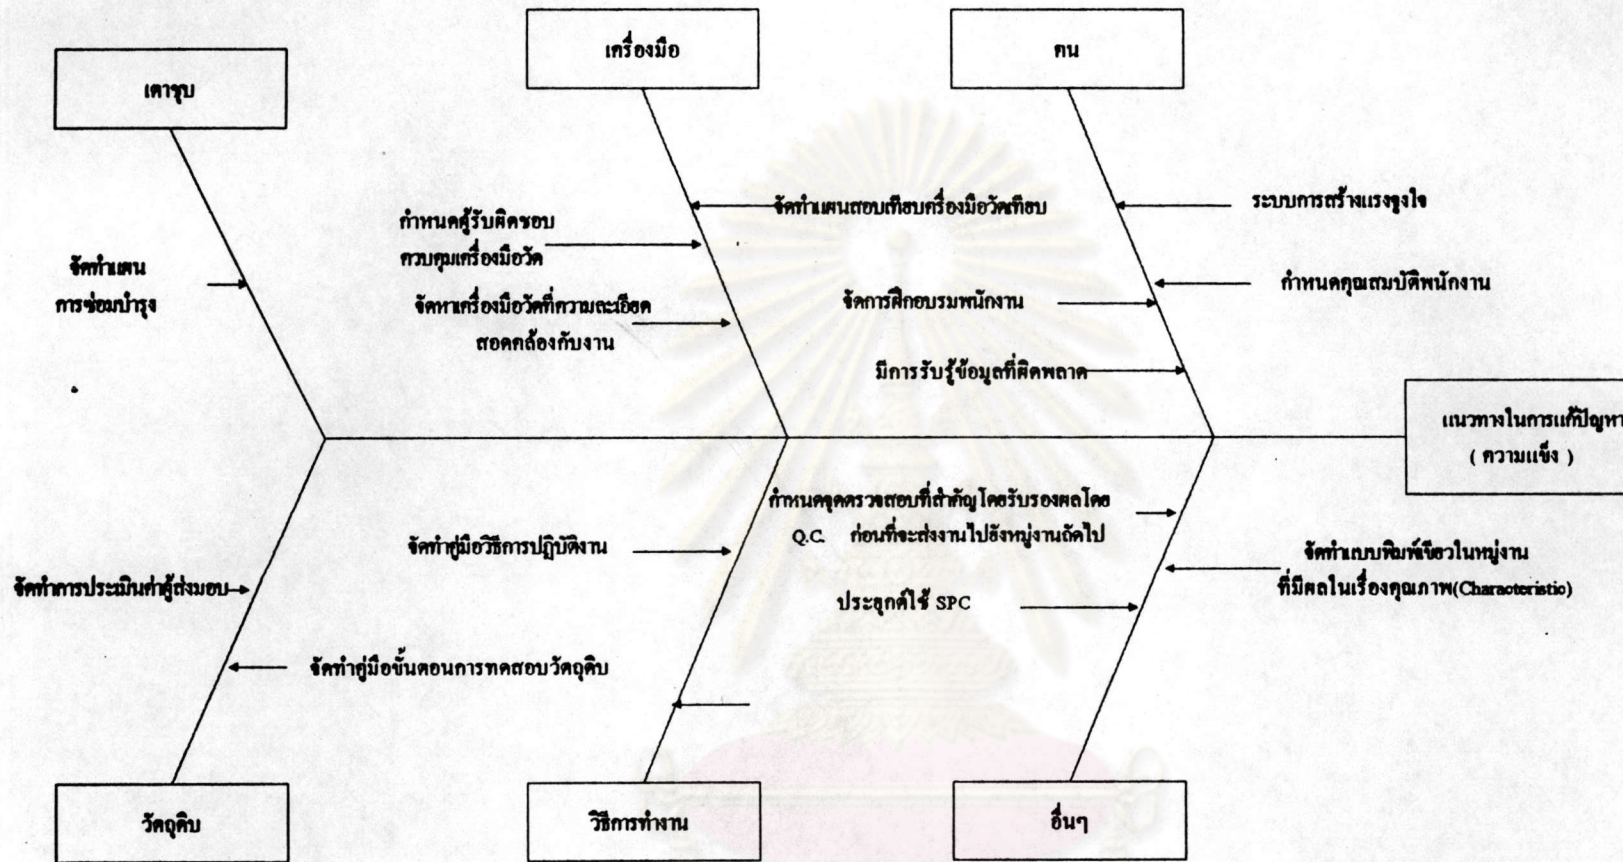 เตาชุบ
เครื่องมือ
คน
จัดทำแผน
การซ่อมบำรุง
กำหนดผู้รับผิดชอบ
ควบคุมเครื่องมือวัด
จัดหาเครื่องมือวัดที่ความละเอียด
สอดคล้องกับงาน
จัดทำแผนสอบเทียบเครื่องมือวัดเทียบ
จัดการฝึกอบรมพนักงาน
มีการรับรู้ข้อมูลที่ผิดพลาด
ระบบการสร้างแรงจูงใจ
กำหนดคุณสมบัติพนักงาน
แนวทางในการแก้ปัญหา
( ความแข็ง )
จัดทำการประเมินค่าผู้ส่งมอบ
จัดทำคู่มือขั้นตอนการทดสอบวัตถุดิบ
จัดทำคู่มือวิธีการปฏิบัติงาน
กำหนดจุดตรวจสอบที่สำคัญโดยรับรองผลโดย
Q.C. ก่อนที่จะส่งงานไปยังหมู่งานถัดไป
ประยุกต์ใช้ SPC
จัดทำแบบพิมพ์เขียวในหมู่งาน
ที่มีผลในเรื่องคุณภาพ(Characteristic)
วัตถุดิบ
วิธีการทำงาน
อื่นๆ